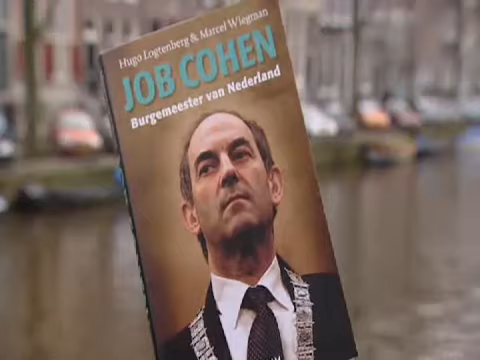 Hugo Logtenberg & Marcel Wiegman
JOB COHEN
Burgemeester van Nederland